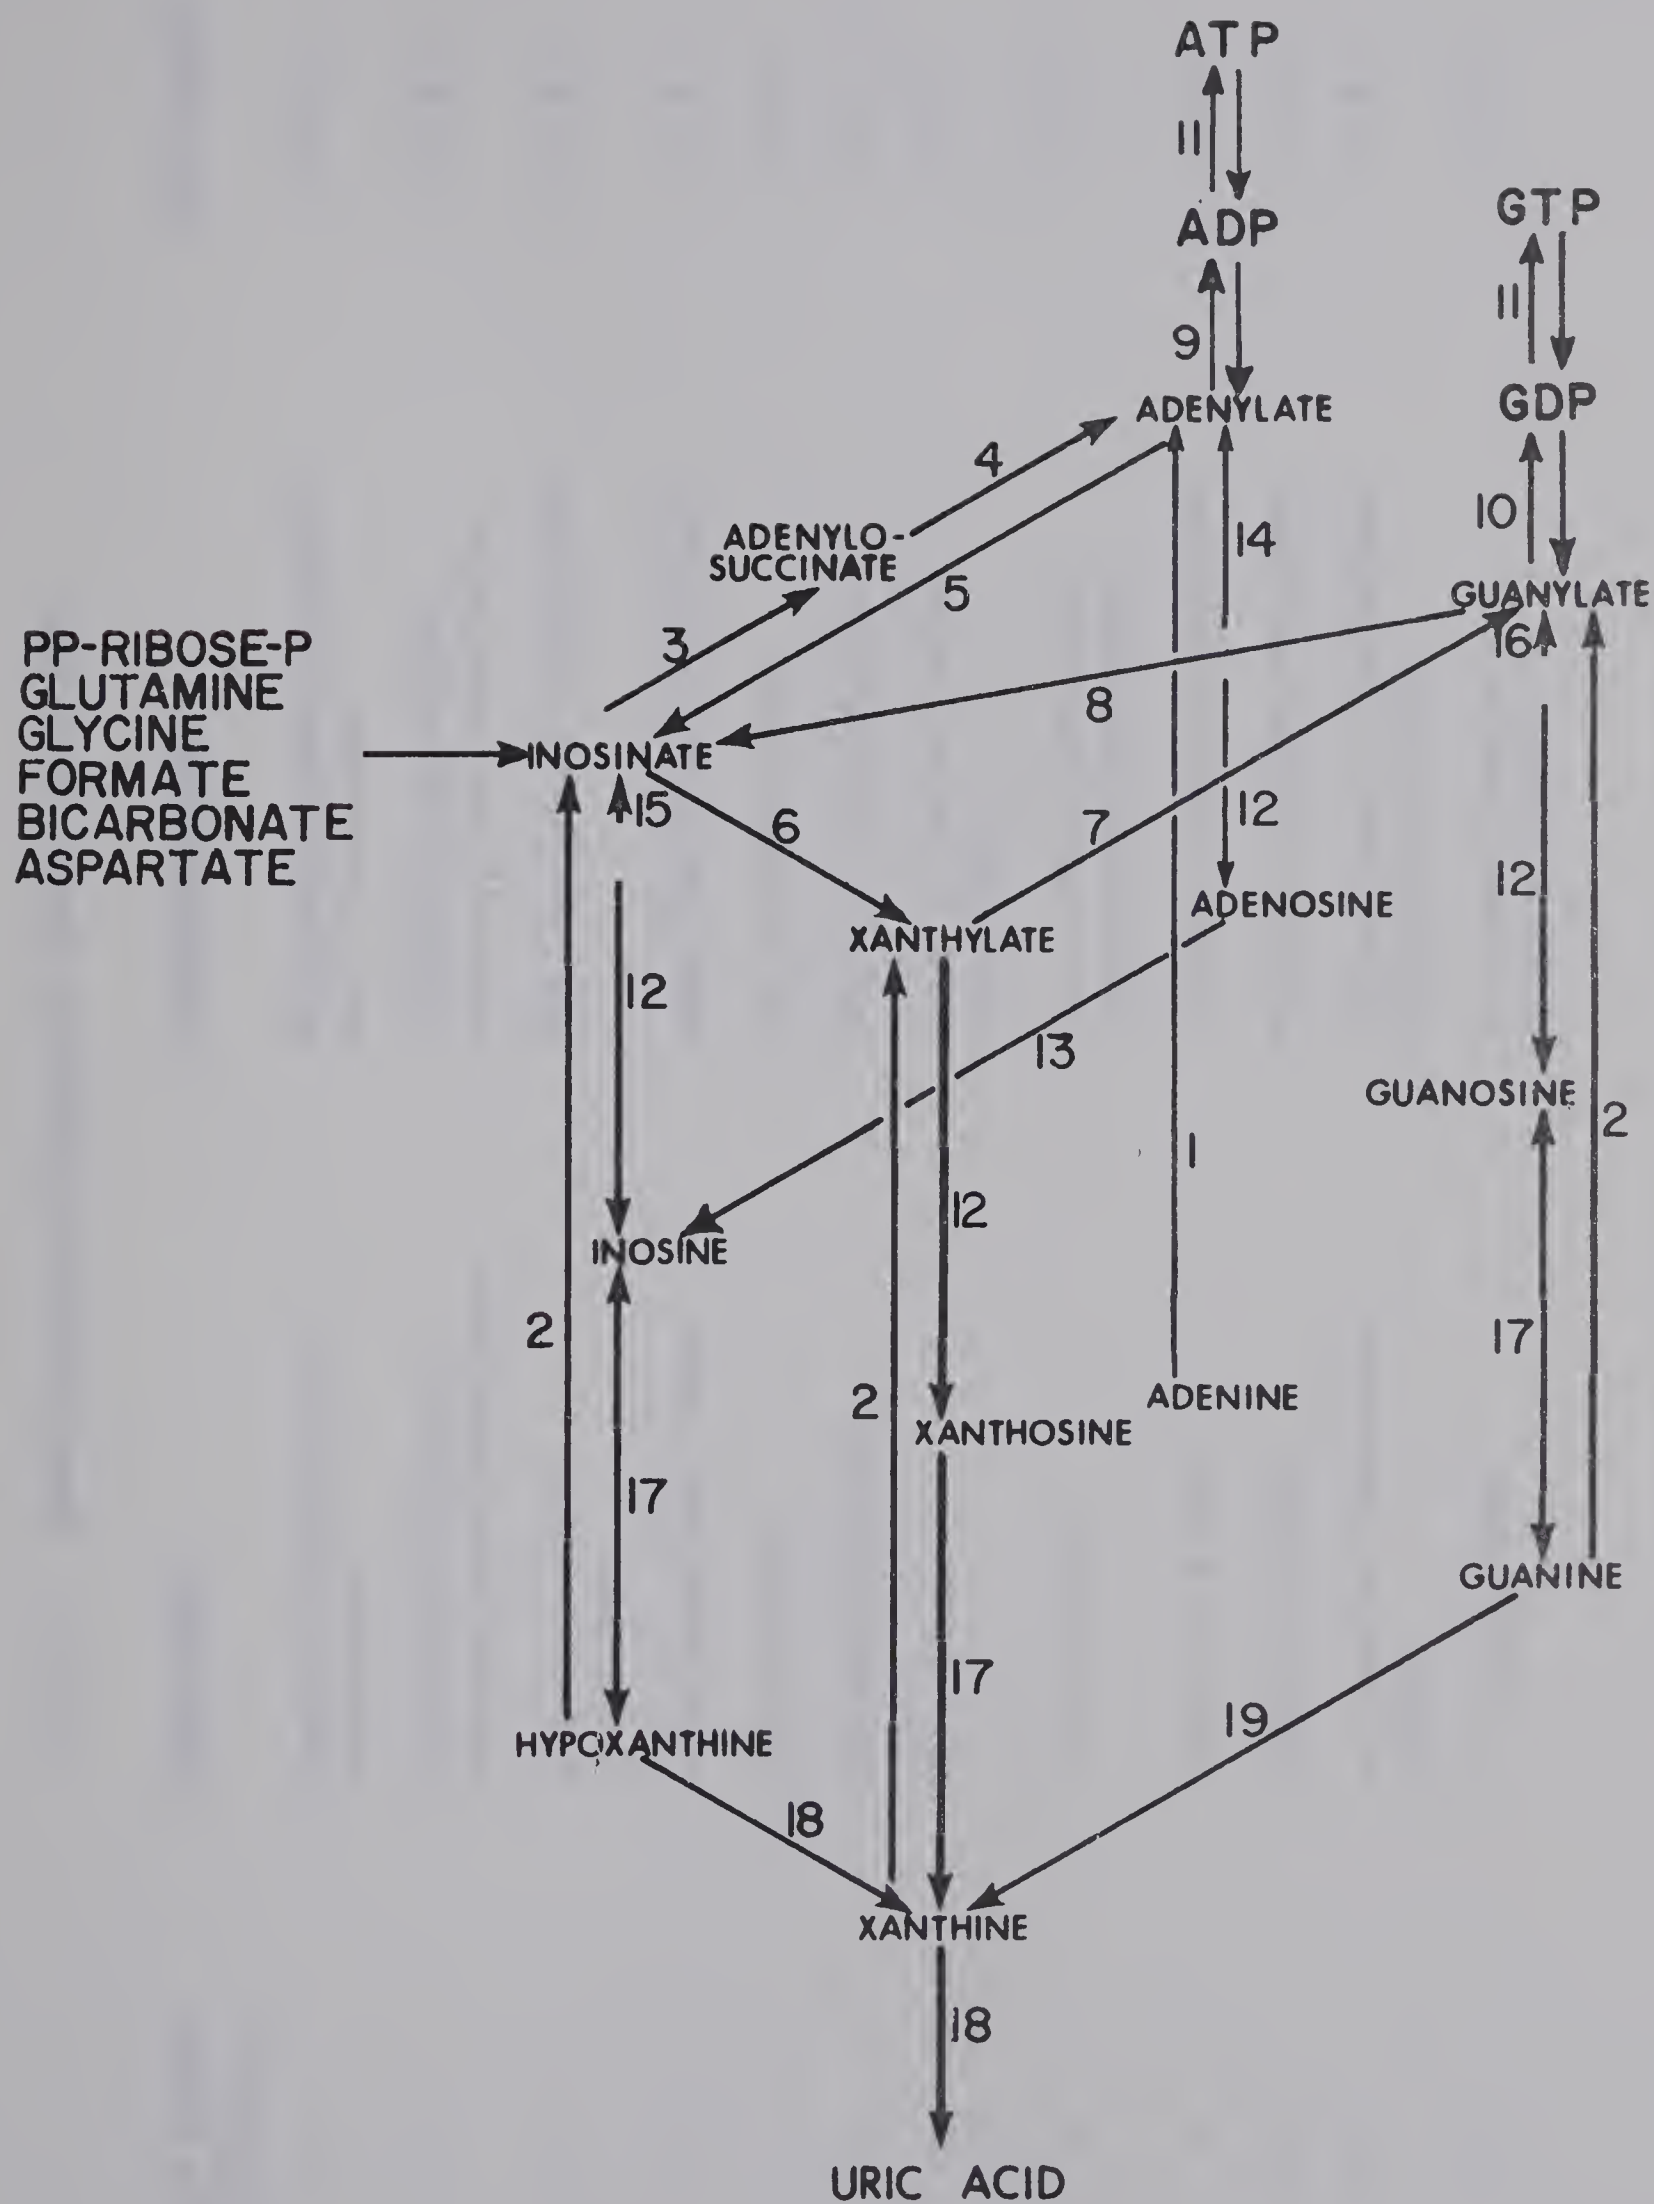 ATP
11
ADP
GTP
11
9
GDP
ADENYLATE
4
10
14
ADENYLO-
SUCCINATE
5
GUANYLATE
16
3
PP-RIBOSE-P
GLUTAMINE
GLYCINE
FORMATE
BICARBONATE
ASPARTATE
8
INOSINATE
15
6
7
12
12
ADENOSINE
XANTHYLATE
12
13
GUANOSINE
2
1
12
INOSINE
2
17
2
ADENINE
XANTHOSINE
17
GUANINE
17
19
HYPOXANTHINE
18
XANTHINE
18
URIC ACID